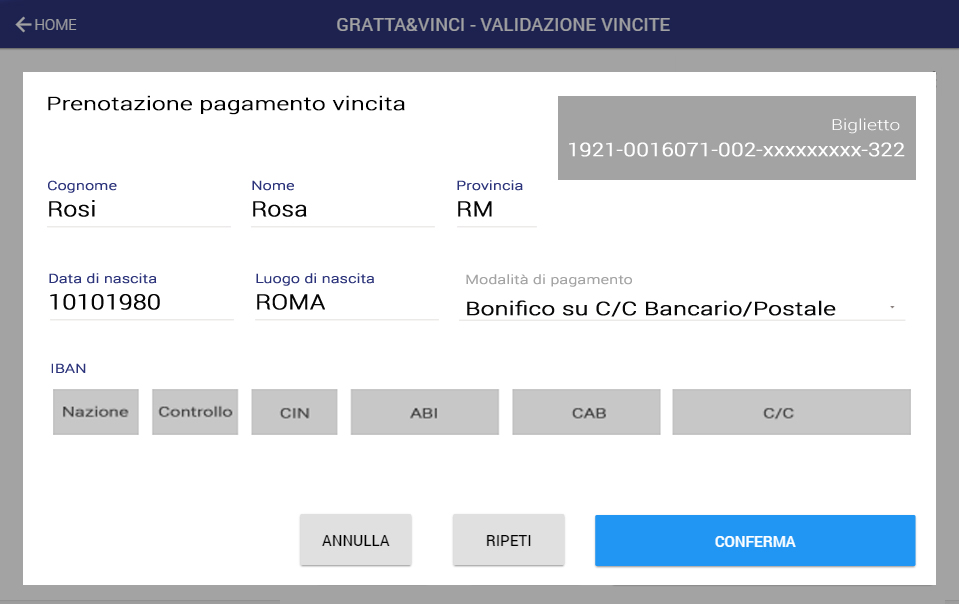 HOME
GRATTA&VINCI - VALIDAZIONE VINCITE
Prenotazione pagamento vincita
Biglietto
1921-0016071-002-xxxxxxxxx-322
Cognome Nome Provincia
Rosi Rosa RM
Data di nascita Luogo di nascita Modalità di pagamento
10101980 ROMA Bonifico su C/C Bancario/Postale
IBAN
Nazione Controllo CIN ABI CAB C/C
ANNULLA RIPETI CONFERMA